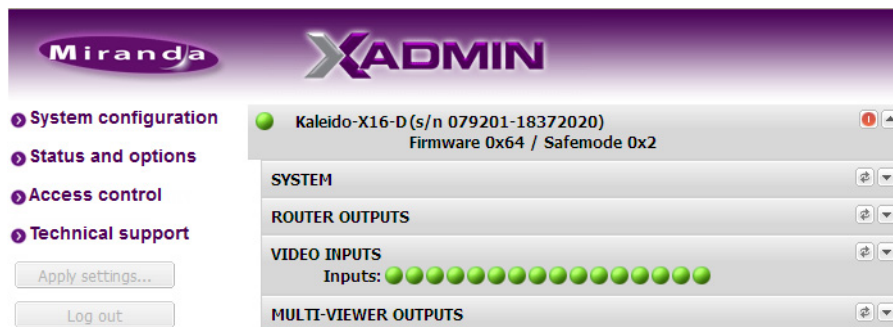 Miranda
XADMIN
System configuration
Status and options
Access control
Technical support
Apply settings...
Log out
Kaleido-X16-D (s/n 079201-18372020)
Firmware 0x64 / Safemode 0x2
SYSTEM
ROUTER OUTPUTS
VIDEO INPUTS
Inputs:
MULTI-VIEWER OUTPUTS